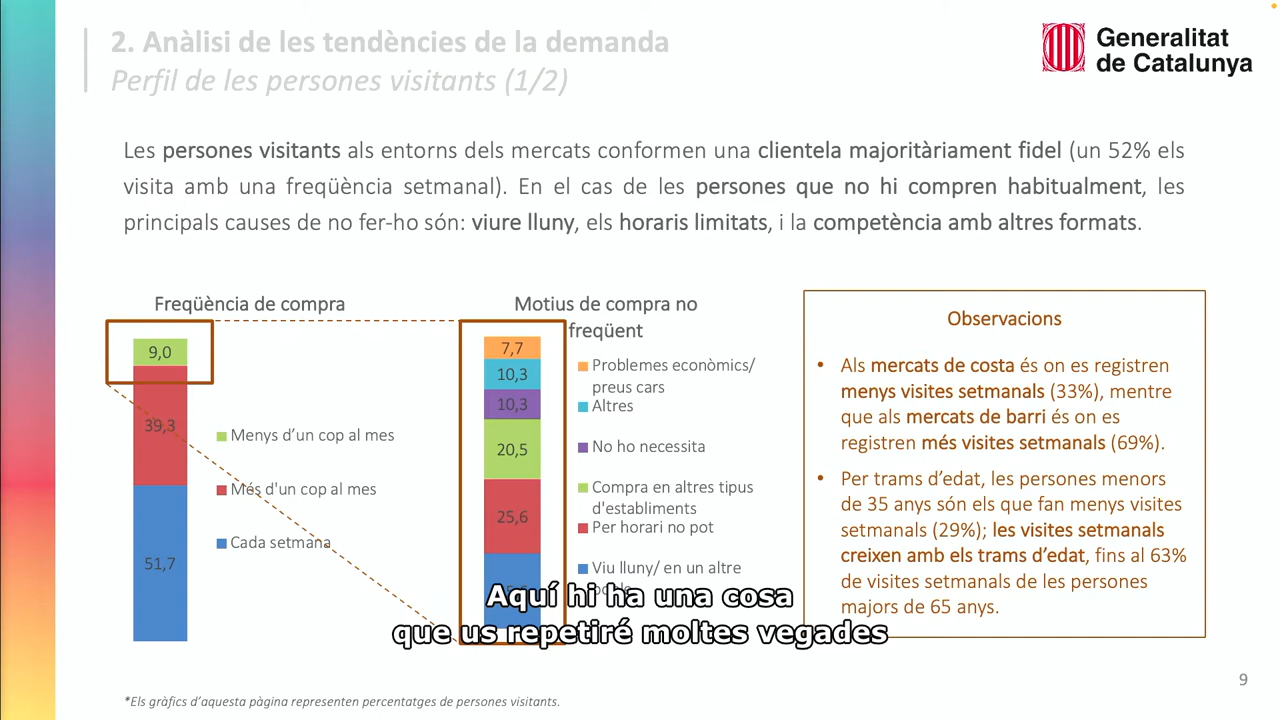 2. Anàlisi de les tendències de la demanda
Perfil de les persones visitants (1/2)
Generalitat
de Catalunya
Les persones visitants als entorns dels mercats conformen una clientela majoritàriament fidel (un 52% els
visita amb una freqüència setmanal). En el cas de les persones que no hi compren habitualment, les
principals causes de no fer-ho són: viure lluny, els horaris limitats, i la competència amb altres formats.
Freqüència de compra
9,0
39,3
51,7
Menys d’un cop al mes
Més d'un cop al mes
Cada setmana
Motius de compra no
freqüent
7,7
10,3
10,3
20,5
25,6
Problemes econòmics/
preus cars
Altres
No ho necessita
Compra en altres tipus
d'establiments
Per horari no pot
Viu lluny/ en un altre
Observacions
• Als mercats de costa és on es registren
menys visites setmanals (33%), mentre
que als mercats de barri és on es
registren més visites setmanals (69%).
• Per trams d’edat, les persones menors
de 35 anys són els que fan menys visites
setmanals (29%); les visites setmanals
creixen amb els trams d’edat, fins al 63%
de visites setmanals de les persones
majors de 65 anys.
Aquí hi ha una cosa
que us repetiré moltes vegades
*Els gràfics d’aquesta pàgina representen percentatges de persones visitants.
9